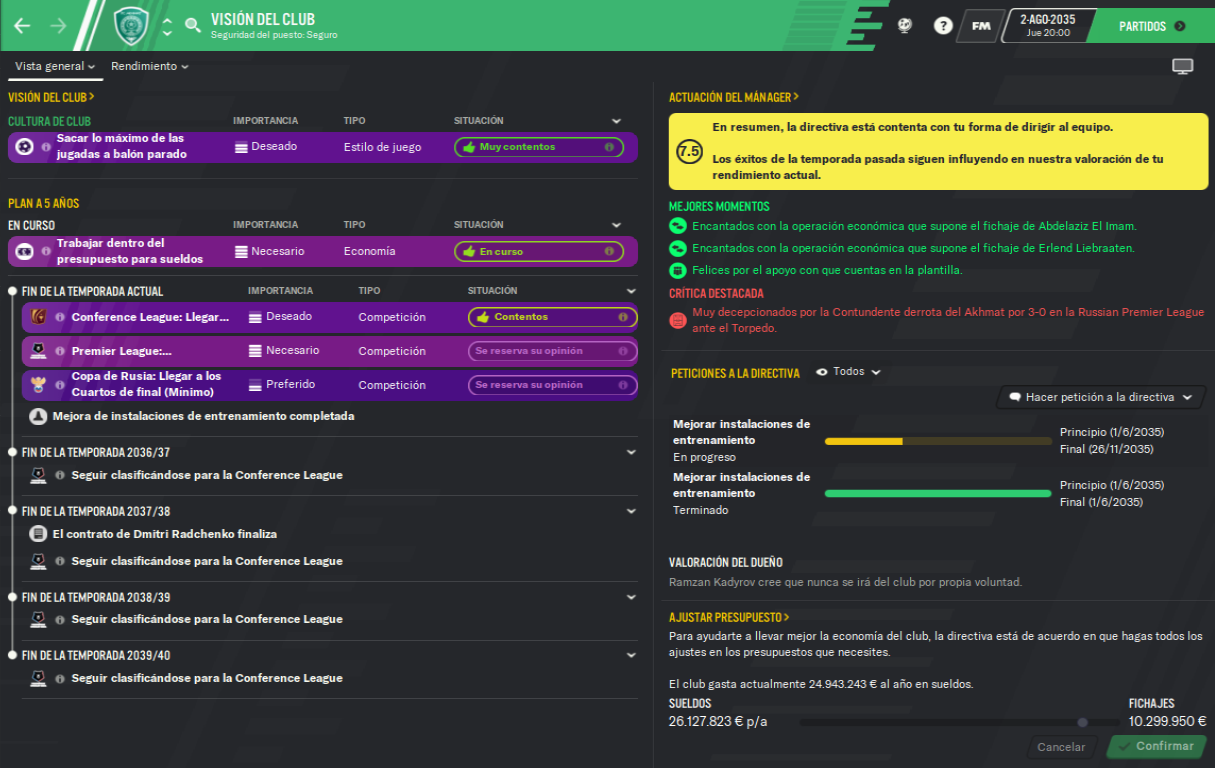 VISIÓN DEL CLUB
Seguridad del puesto: Seguro
?
FM
2-AGO-2035
Jue 20:00
PARTIDOS
Vista general
Rendimiento
VISIÓN DEL CLUB
CULTURA DE CLUB
IMPORTANCIA
TIPO
SITUACIÓN
Sacar lo máximo de las
jugadas a balón parado
Deseado
Estilo de juego
Muy contentos
PLAN A 5 AÑOS
EN CURSO
IMPORTANCIA
TIPO
SITUACIÓN
Trabajar dentro del
presupuesto para sueldos
Necesario
Economía
En curso
FIN DE LA TEMPORADA ACTUAL
IMPORTANCIA
TIPO
SITUACIÓN
Conference League: Llegar...
Deseado
Competición
Contentos
Premier League:...
Necesario
Competición
Se reserva su opinión
Copa de Rusia: Llegar a los
Cuartos de final (Mínimo)
Preferido
Competición
Se reserva su opinión
Mejora de instalaciones de entrenamiento completada
FIN DE LA TEMPORADA 2036/37
Seguir clasificándose para la Conference League
FIN DE LA TEMPORADA 2037/38
El contrato de Dmitri Radchenko finaliza
Seguir clasificándose para la Conference League
FIN DE LA TEMPORADA 2038/39
Seguir clasificándose para la Conference League
FIN DE LA TEMPORADA 2039/40
Seguir clasificándose para la Conference League
ACTUACIÓN DEL MÁNAGER
7.5
En resumen, la directiva está contenta con tu forma de dirigir al equipo.
Los éxitos de la temporada pasada siguen influyendo en nuestra valoración de tu
rendimiento actual.
MEJORES MOMENTOS
Encantados con la operación económica que supone el fichaje de Abdelaziz El Imam.
Encantados con la operación económica que supone el fichaje de Erlend Liebraaten.
Felices por el apoyo con que cuentas en la plantilla.
CRÍTICA DESTACADA
Muy decepcionados por la Contundente derrota del Akhmat por 3-0 en la Russian Premier League
ante el Torpedo.
PETICIONES A LA DIRECTIVA
Todos
Hacer petición a la directiva
Mejorar instalaciones de
entrenamiento
En progreso
Principio (1/6/2035)
Final (26/11/2035)
Mejorar instalaciones de
entrenamiento
Terminado
Principio (1/6/2035)
Final (1/6/2035)
VALORACIÓN DEL DUEÑO
Ramzan Kadyrov cree que nunca se irá del club por propia voluntad.
AJUSTAR PRESUPUESTO
Para ayudarte a llevar mejor la economía del club, la directiva está de acuerdo en que hagas todos los
ajustes en los presupuestos que necesites.
El club gasta actualmente 24.943.243 € al año en sueldos.
SUELDOS
26.127.823 € p/a
FICHAJES
10.299.950 €
Cancelar
Confirmar